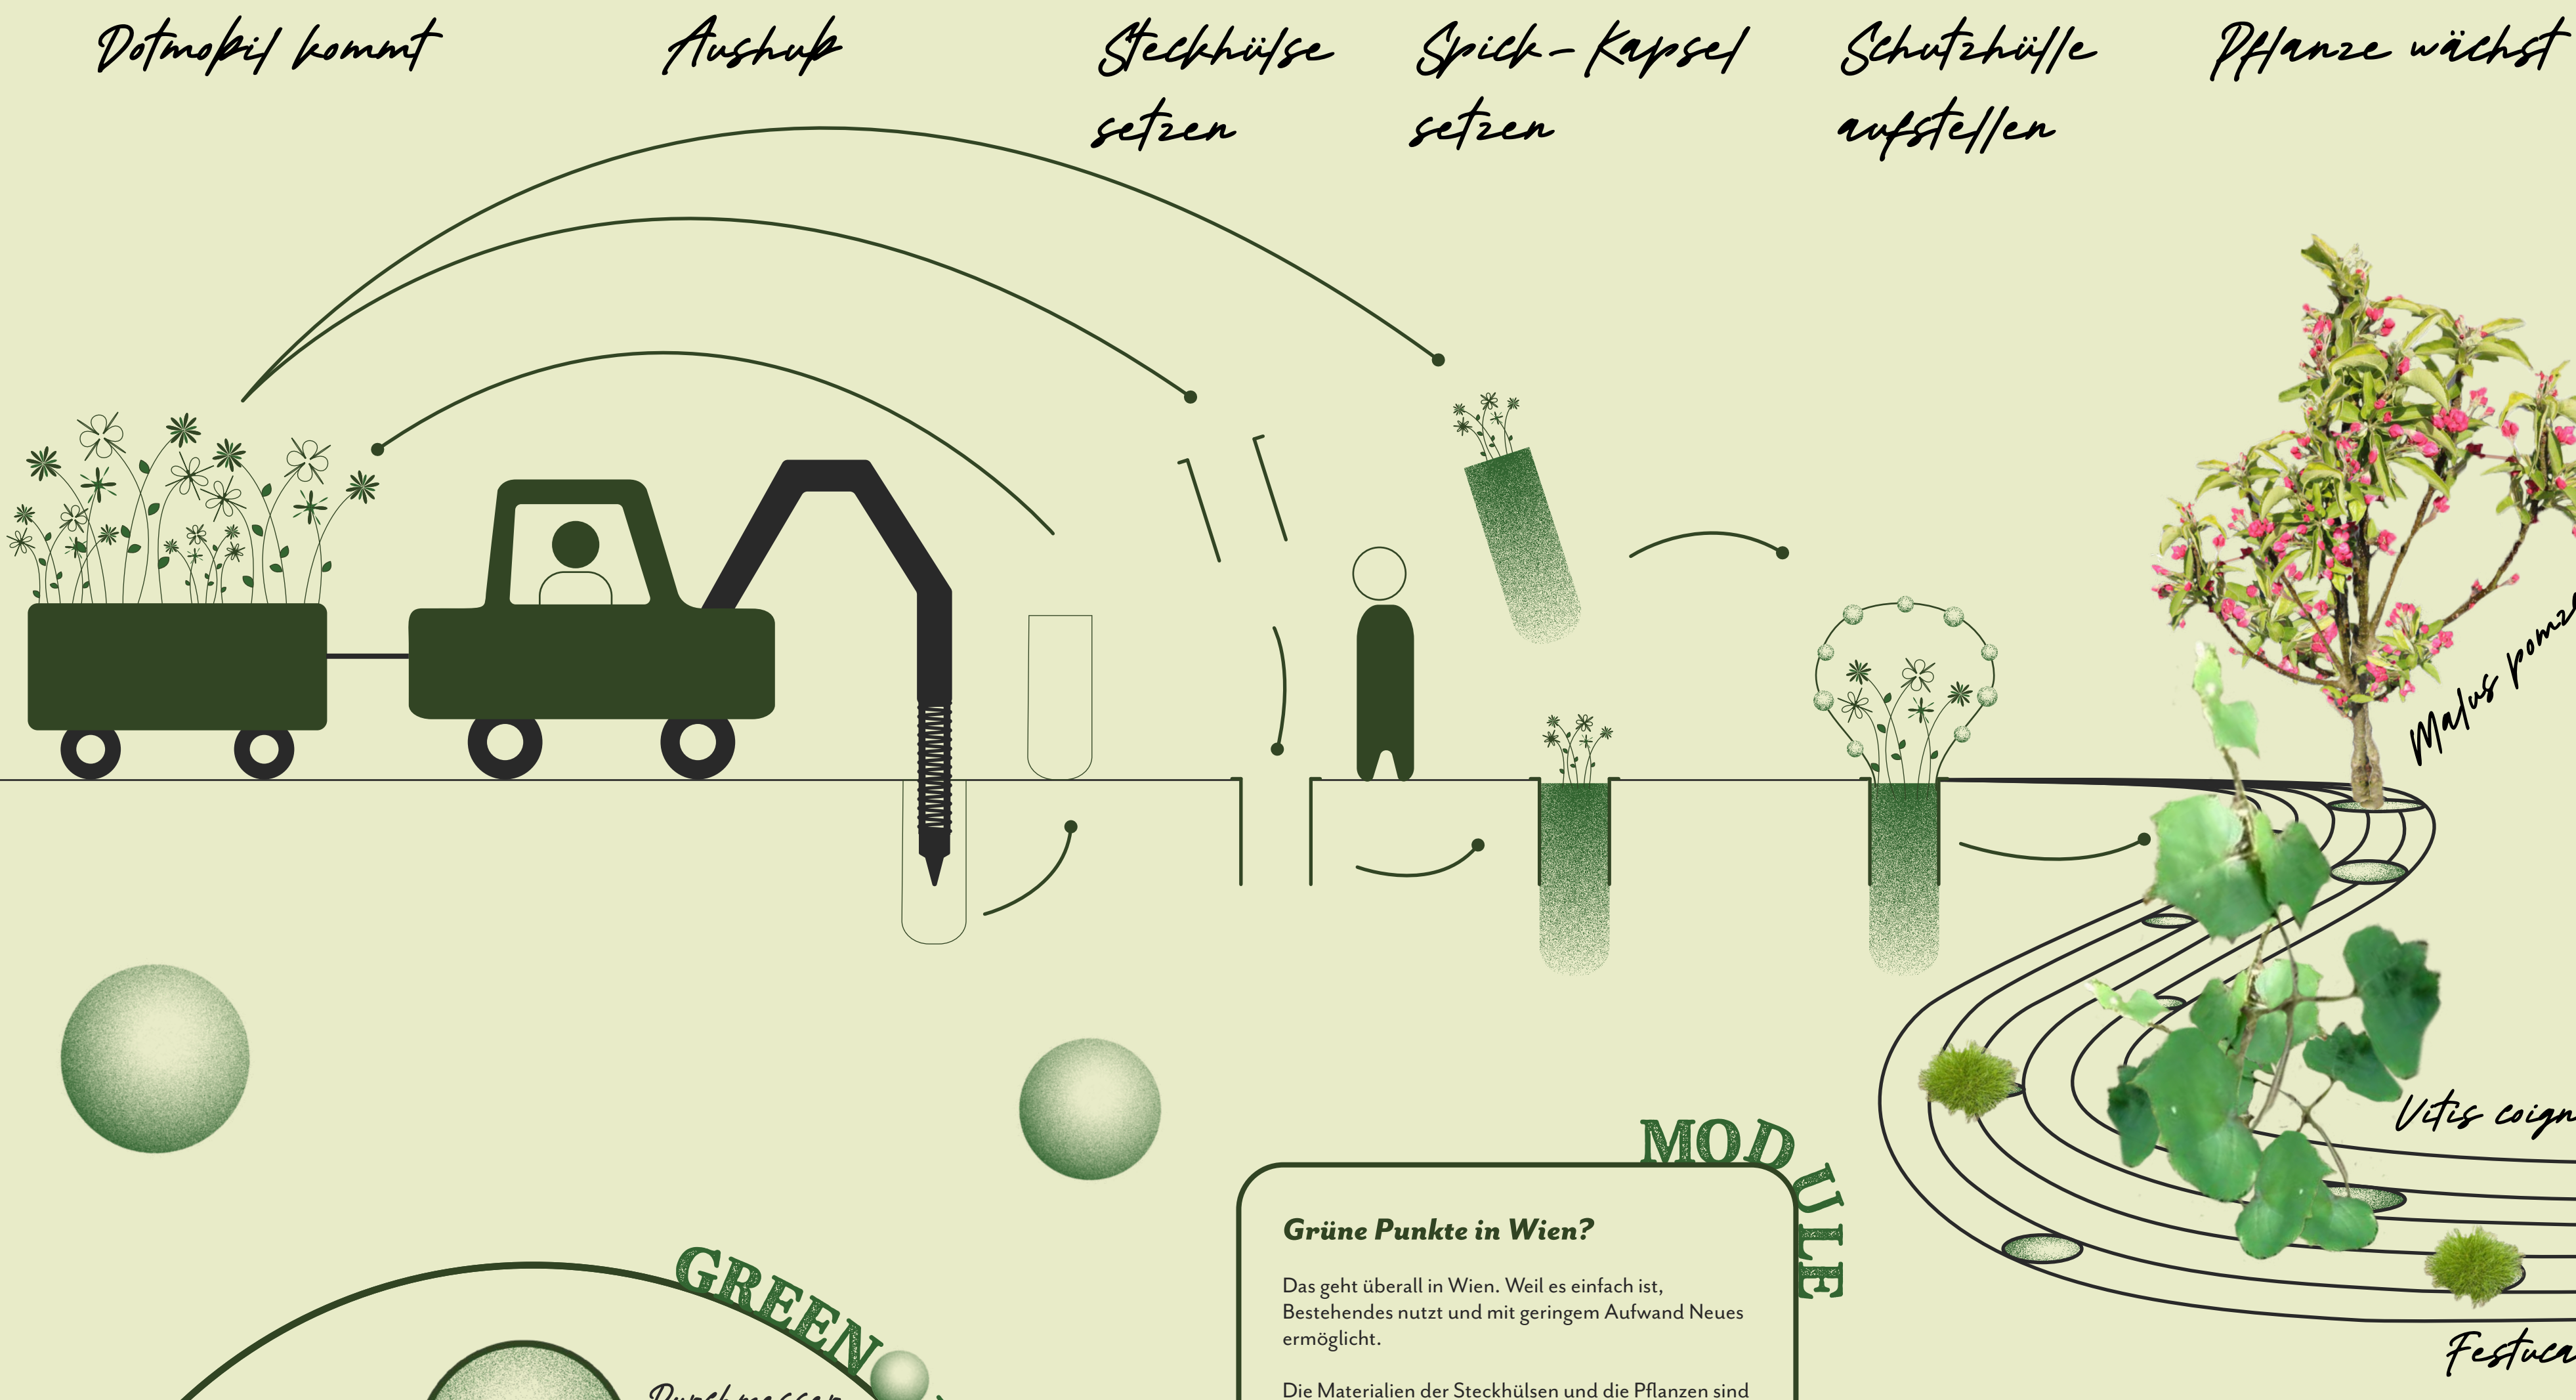 Dotmobil kommt
Aushub
Steckhülse
setzen
Spick-Kapsel
setzen
Schutzhülle
aufstellen
Pflanze wächst
Malus
Vitis
Festuca
MODULE
Grüne Punkte in Wien?
Das geht überall in Wien. Weil es einfach ist,
Bestehendes nutzt und mit geringem Aufwand Neues
ermöglicht.
Die Materialien der Steckhülsen und die Pflanzen sind
GREEN
Durchmesser